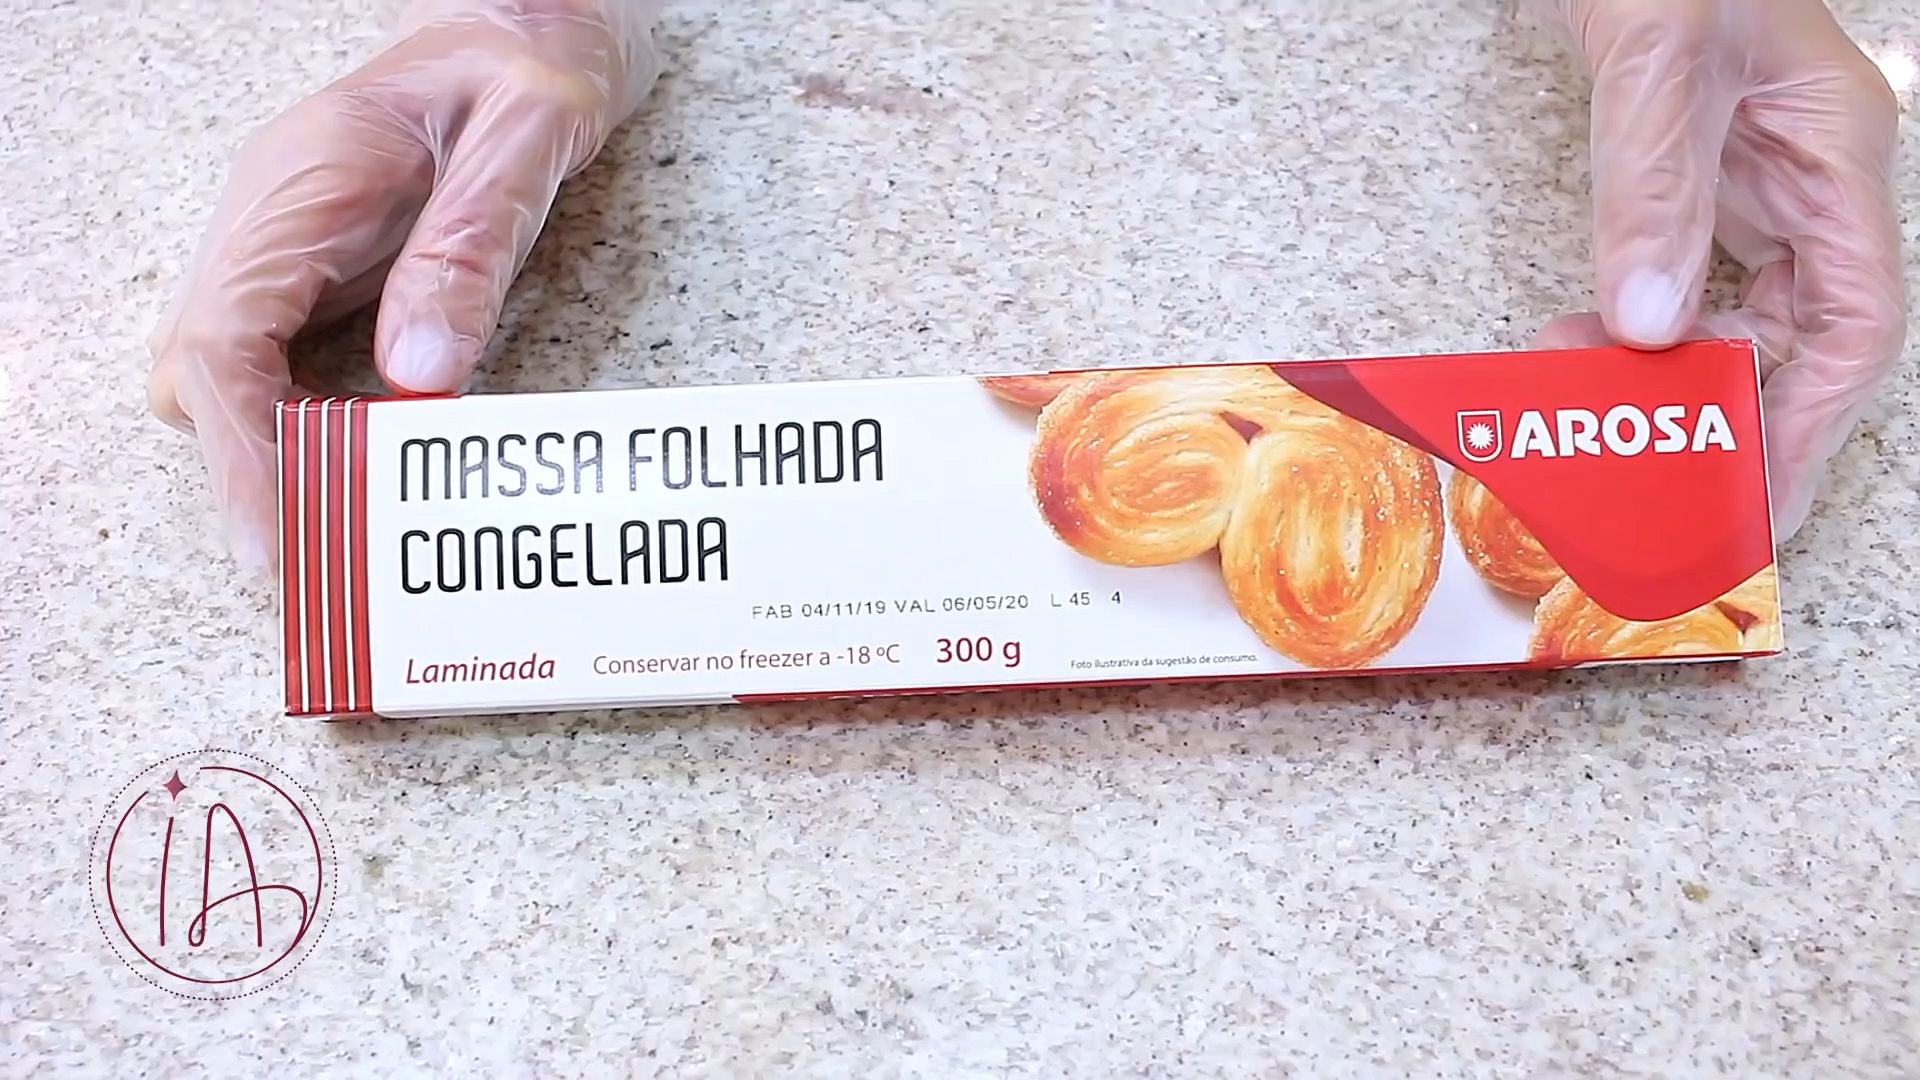 MASSA FOLHADA
CONGELADA
AROSA
FAB 04/11/19 VAL 06/05/20 L 45 4
Laminada Conservar no freezer a -18 ºC 300 g
Foto ilustrativa da sugestão de consumo.
IA